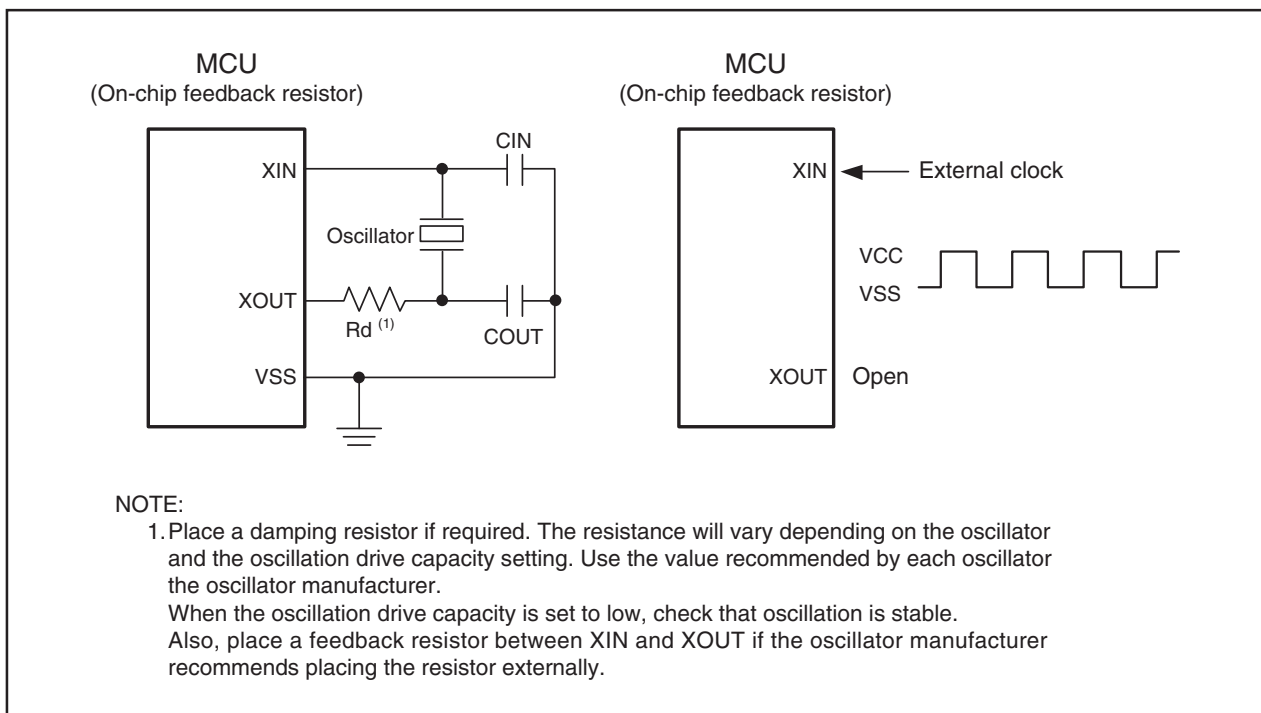 MCU
(On-chip feedback resistor)
XIN
CIN
Oscillator
XOUT
Rd (1)
COUT
VSS
MCU
(On-chip feedback resistor)
XIN
External clock
VCC
VSS
XOUT
Open
NOTE:
1. Place a damping resistor if required. The resistance will vary depending on the oscillator
and the oscillation drive capacity setting. Use the value recommended by each oscillator
the oscillator manufacturer.
When the oscillation drive capacity is set to low, check that oscillation is stable.
Also, place a feedback resistor between XIN and XOUT if the oscillator manufacturer
recommends placing the resistor externally.